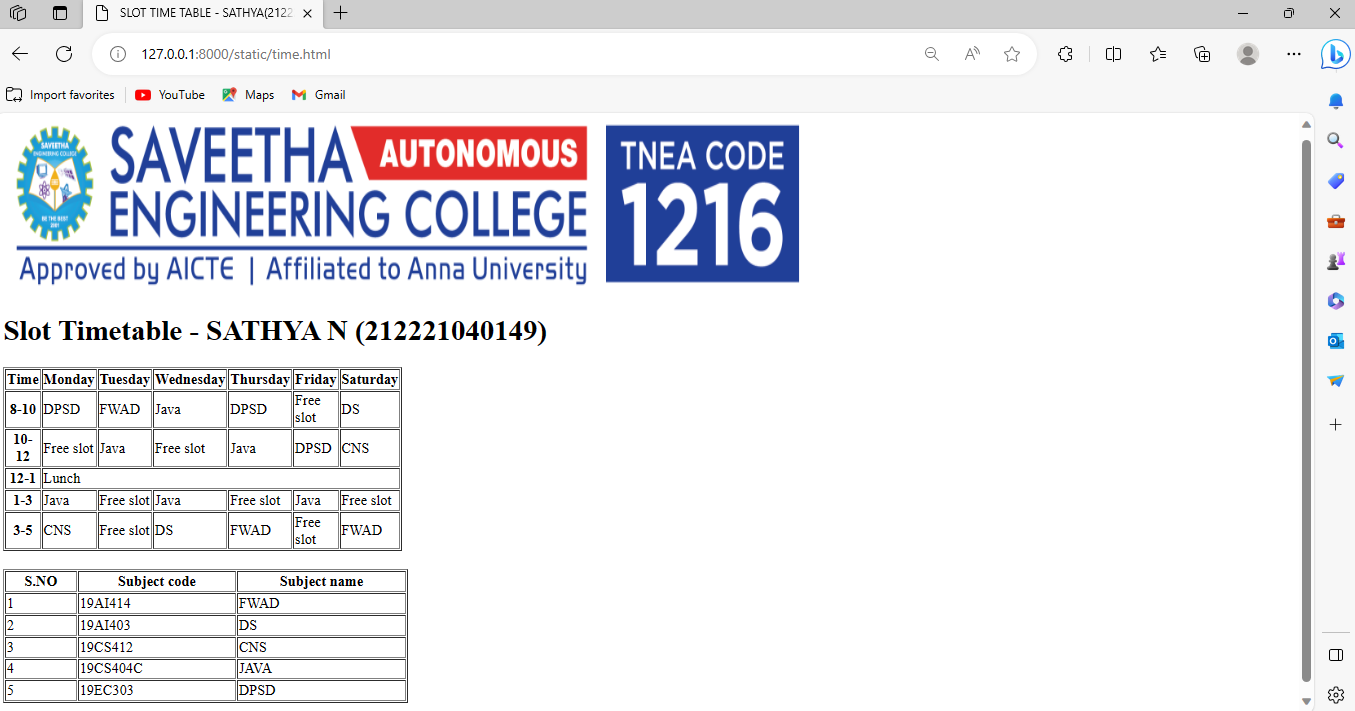 SLOT TIME TABLE - SATHYA(2122
127.0.0.1:8000/static/time.html
Import favorites YouTube Maps Gmail
SAVEETHA
ENGINEERING COLLEGE
BE THE BEST
2001
SAVEETHA AUTONOMOUS
ENGINEERING COLLEGE
Approved by AICTE | Affiliated to Anna University
TNEA CODE
1216
Slot Timetable - SATHYA N (212221040149)
Time Monday Tuesday Wednesday Thursday Friday Saturday
8-10 DPSD FWAD Java DPSD Free slot DS
10-12 Free slot Java Free slot Java DPSD CNS
12-1 Lunch
1-3 Java Free slot Java Free slot Java Free slot
3-5 CNS Free slot DS FWAD Free slot FWAD
S.NO Subject code Subject name
1 19AI414 FWAD
2 19AI403 DS
3 19CS412 CNS
4 19CS404C JAVA
5 19EC303 DPSD